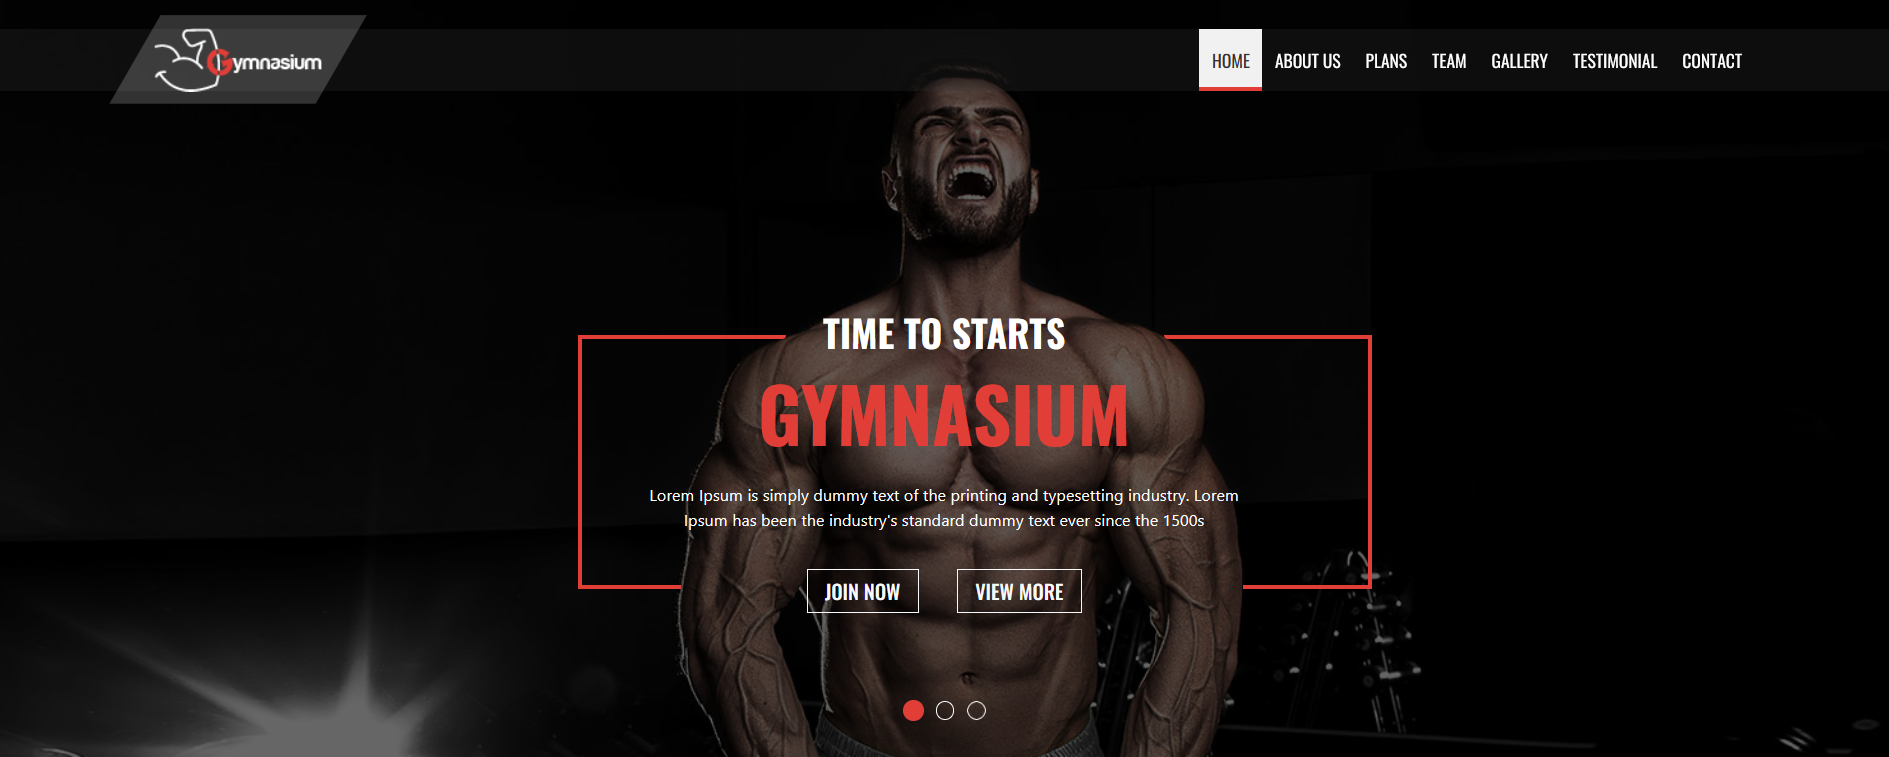 Gymnasium
HOME ABOUT US PLANS TEAM GALLERY TESTIMONIAL CONTACT
TIME TO STARTS
GYMNASIUM
Lorem Ipsum is simply dummy text of the printing and typesetting industry. Lorem
Ipsum has been the industry's standard dummy text ever since the 1500s
JOIN NOW VIEW MORE